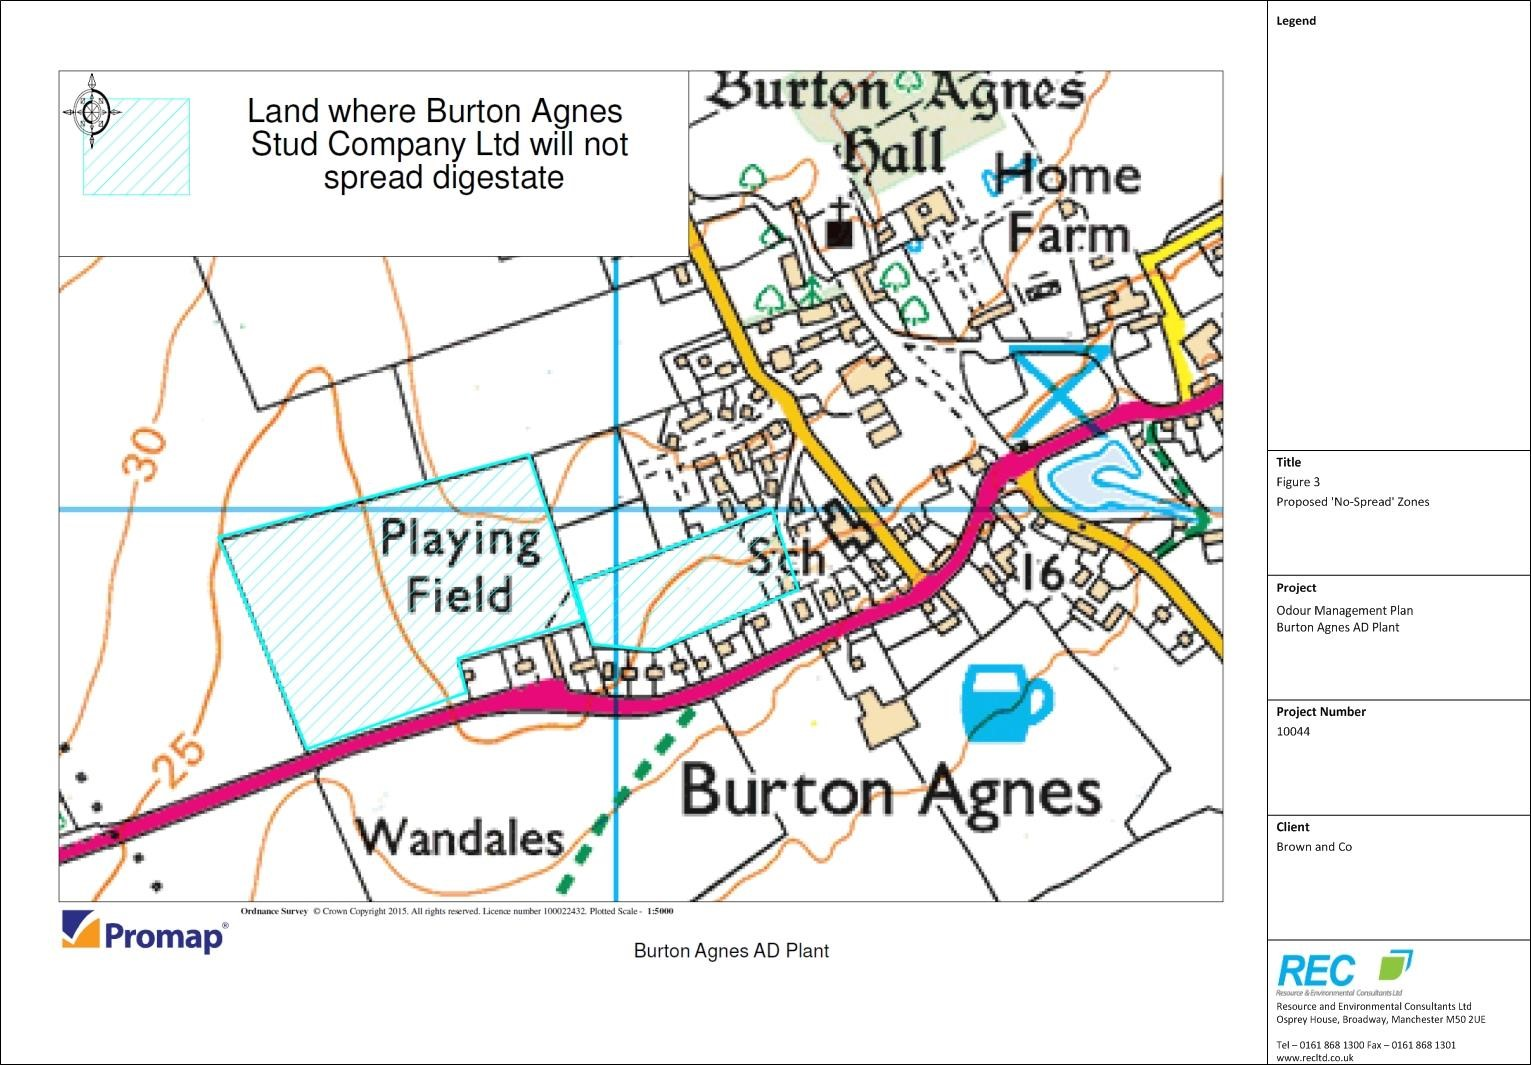 Land where Burton Agnes
Stud Company Ltd will not
spread digestate
Burton Agnes
Hall
Home
Farm
30
Playing
Field
Sch
16
25
Burton Agnes
Wandales
Ordnance Survey © Crown Copyright 2015. All rights reserved. Licence number 100022432. Plotted Scale - 1:5000
Promap®
Burton Agnes AD Plant
Legend
Title
Figure 3
Proposed 'No-Spread' Zones
Project
Odour Management Plan
Burton Agnes AD Plant
Project Number
10044
Client
Brown and Co
REC
Resource & Environmental Consultants Ltd
Resource and Environmental Consultants Ltd
Osprey House, Broadway, Manchester M50 2UE
Tel – 0161 868 1300 Fax – 0161 868 1301
www.recltd.co.uk